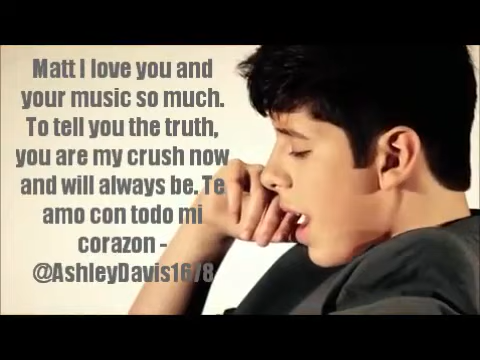 Matt I love you and
your music so much.
To tell you the truth,
you are my crush now
and will always be. Te
amo con todo mi
corazon -
@AshleyDavis1678